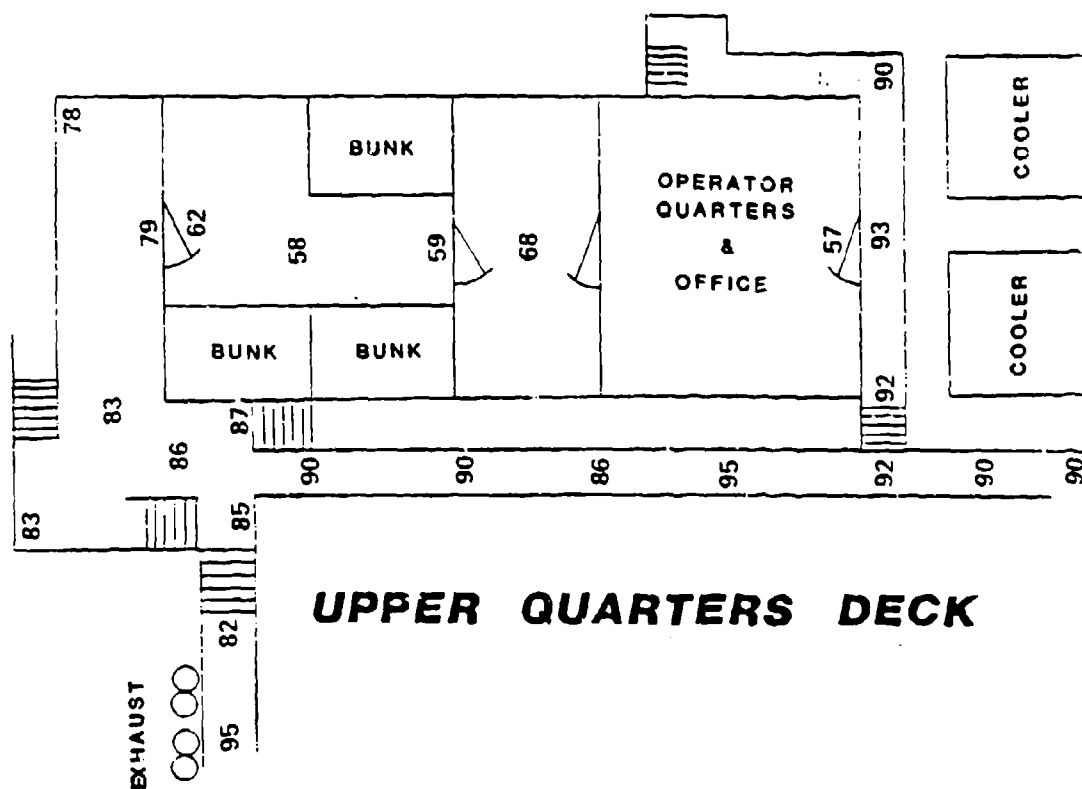 90
78
BUNK
COOLER
OPERATOR
QUARTERS
&
OFFICE
79
62
58
59
68
57
93
BUNK
BUNK
COOLER
83
87
92
86
90
90
86
95
92
90
90
83
85
UPPER QUARTERS DECK
82
EXHAUST
95